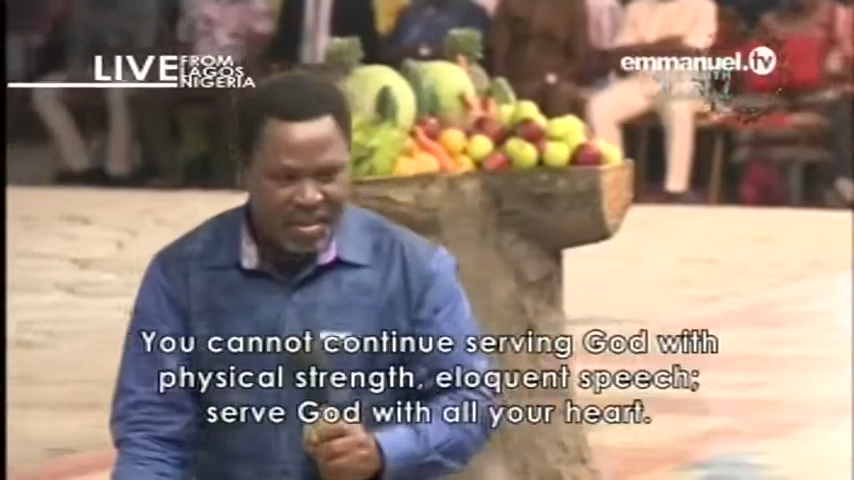 LIVE FROM LAGOS NIGERIA
emmanuel.tv
You cannot continue serving God with
physical strength, eloquent speech;
serve God with all your heart.